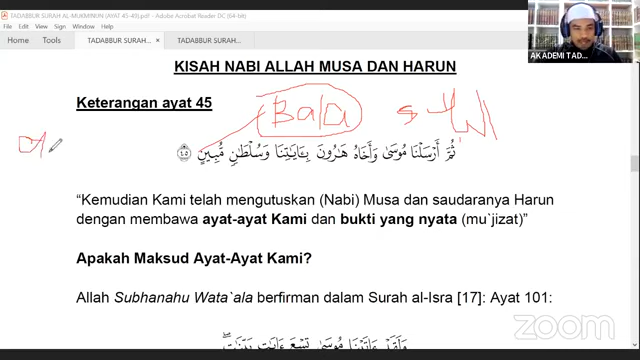 TADABBUR SURAH AL-MUKMINUN (AYAT 45-49).pdf - Adobe Acrobat Reader DC (64-bit)
File Edit View Sign Window Help
Home Tools TADABBUR SURAH... × TADABBUR SURAH...
AKADEMI TAD...
KISAH NABI ALLAH MUSA DAN HARUN
Keterangan ayat 45
Bala
ثُمَّ أَرْسَلْنَا مُوسَىٰ وَأَخَاهُ هَٰرُونَ بِـَٔايَٰتِنَا وَسُلْطَٰنٍ مُّبِينٍ ٤٥
“Kemudian Kami telah mengutuskan (Nabi) Musa dan saudaranya Harun
dengan membawa ayat-ayat Kami dan bukti yang nyata (mu`jizat)”
Apakah Maksud Ayat-Ayat Kami?
Allah Subhanahu Wata`ala berfirman dalam Surah al-Isra [17]: Ayat 101:
وَلَقَدْ ءَاتَيْنَا مُوسَىٰ تِسْعَ ءَايَٰتٍۭ بَيِّنَٰتٍ ۖ
zoom